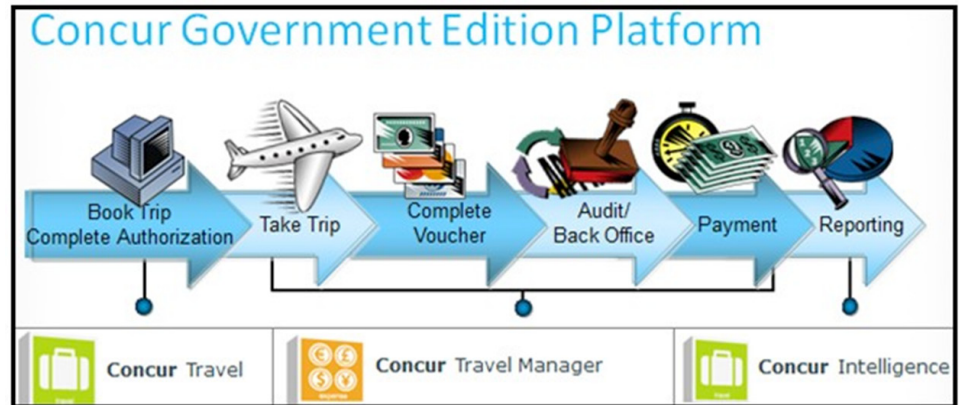 Concur Government Edition Platform
Book Trip
Complete Authorization
Take Trip
Complete
Voucher
Audit/
Back Office
Payment
Reporting
Concur Travel
Concur Travel Manager
Concur Intelligence